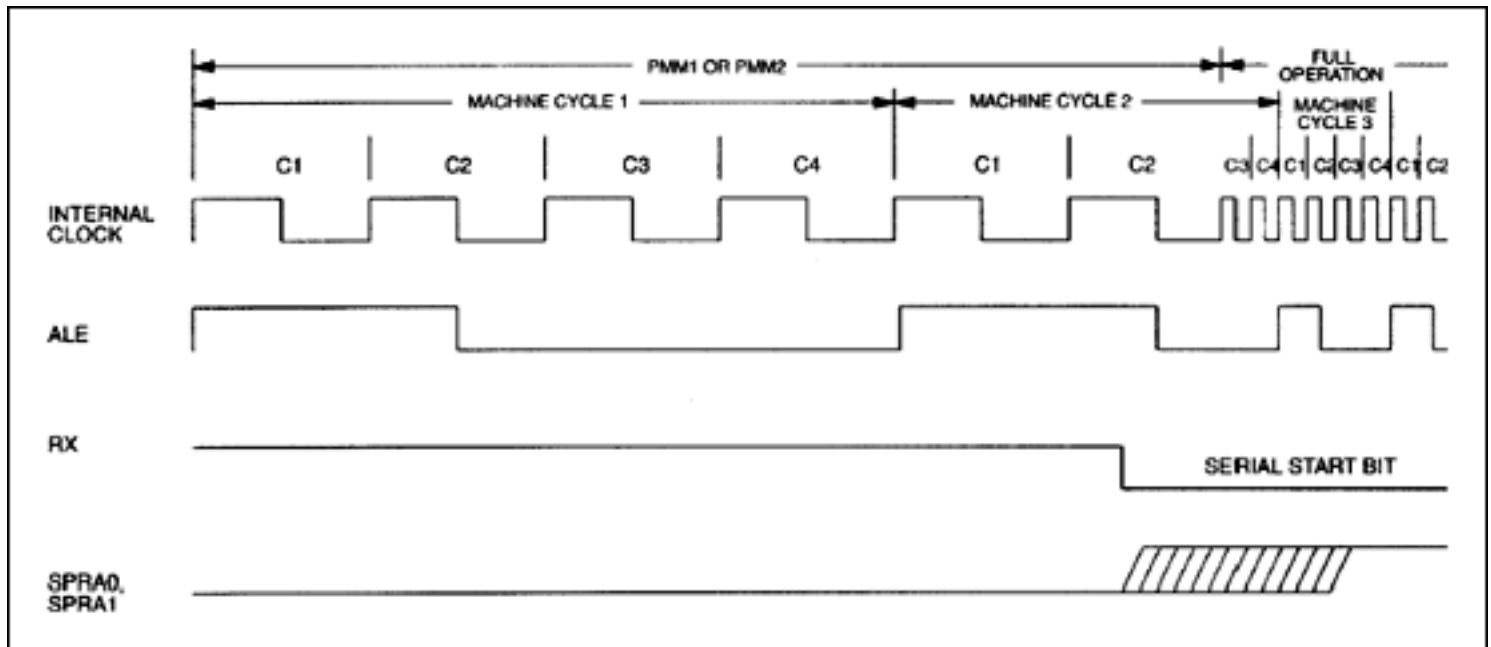 PMM1 OR PMM2
FULL
OPERATION
MACHINE CYCLE 1
MACHINE CYCLE 2
MACHINE
CYCLE 3
C1 C2 C3 C4 C1 C2 C3 C4 C1 C2 C3 C4 C1 C2
INTERNAL
CLOCK
ALE
RX
SERIAL START BIT
SPRA0,
SPRA1